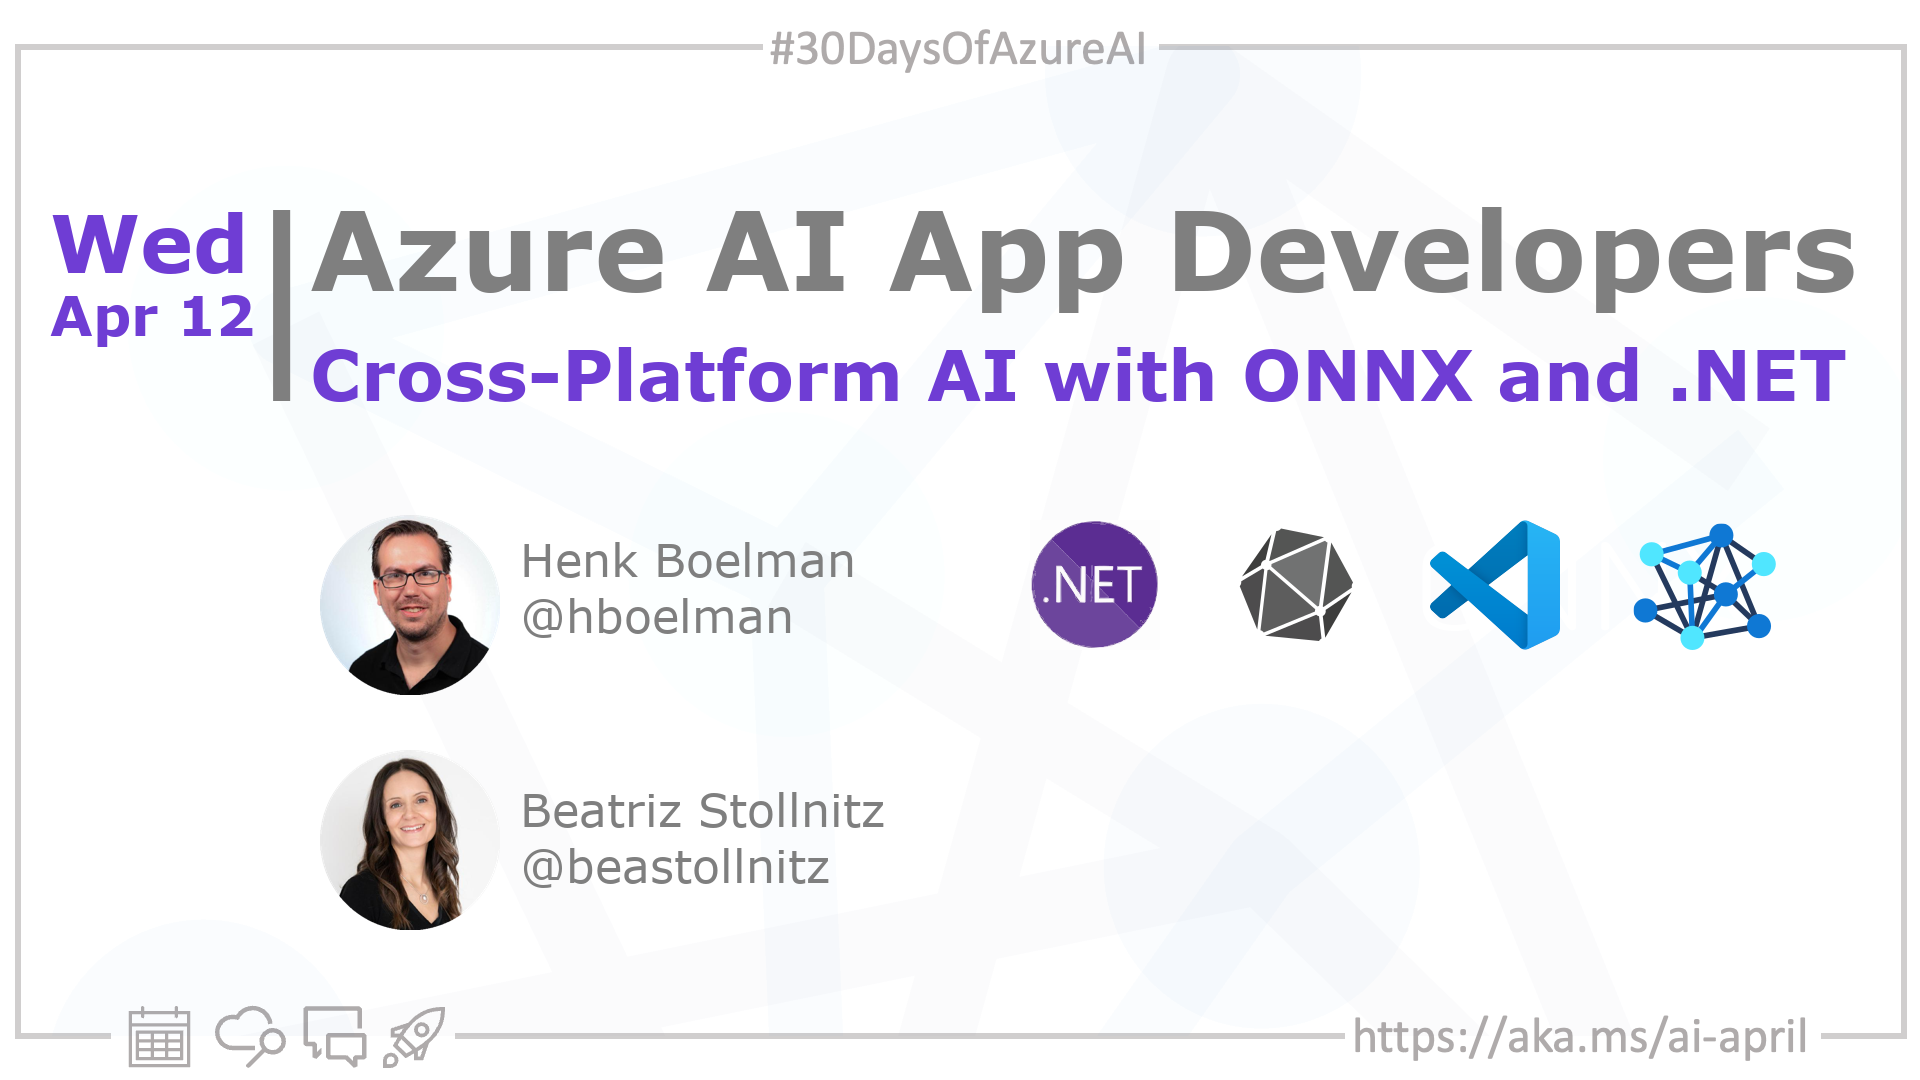 #30DaysOfAzureAI
Wed
Apr 12
Azure AI App Developers
Cross-Platform AI with ONNX and .NET
Henk Boelman
@hboelman
.NET
Beatriz Stollnitz
@beastollnitz
https://aka.ms/ai-april